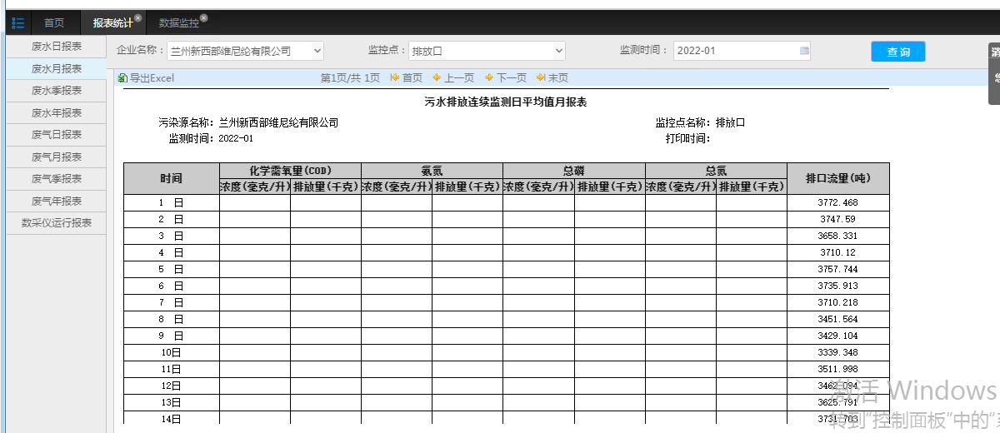 首页 报表统计 数据监控
废水日报表
废水月报表
废水季报表
废水年报表
废气日报表
废气月报表
废气季报表
废气年报表
数采仪运行报表
企业名称： 兰州新西部维尼纶有限公司 监控点： 排放口 监测时间： 2022-01 查询
导出Excel 第1页/共 1页 首页 上一页 下一页 末页
污水排放连续监测日平均值月报表
污染源名称：兰州新西部维尼纶有限公司 监控点名称：排放口
监测时间：2022-01 打印时间：
时间 化学需氧量(COD) 氨氮 总磷 总氮 排口流量(吨)
浓度(毫克/升) 排放量(千克) 浓度(毫克/升) 排放量(千克) 浓度(毫克/升) 排放量(千克) 浓度(毫克/升) 排放量(千克)
1 日 3772.468
2 日 3747.59
3 日 3658.331
4 日 3710.12
5 日 3757.744
6 日 3735.913
7 日 3710.218
8 日 3451.564
9 日 3429.104
10日 3339.348
11日 3511.998
12日 3462.094
13日 3625.791
14日 3731.703
激活 Windows
转到"控制面板"中的"